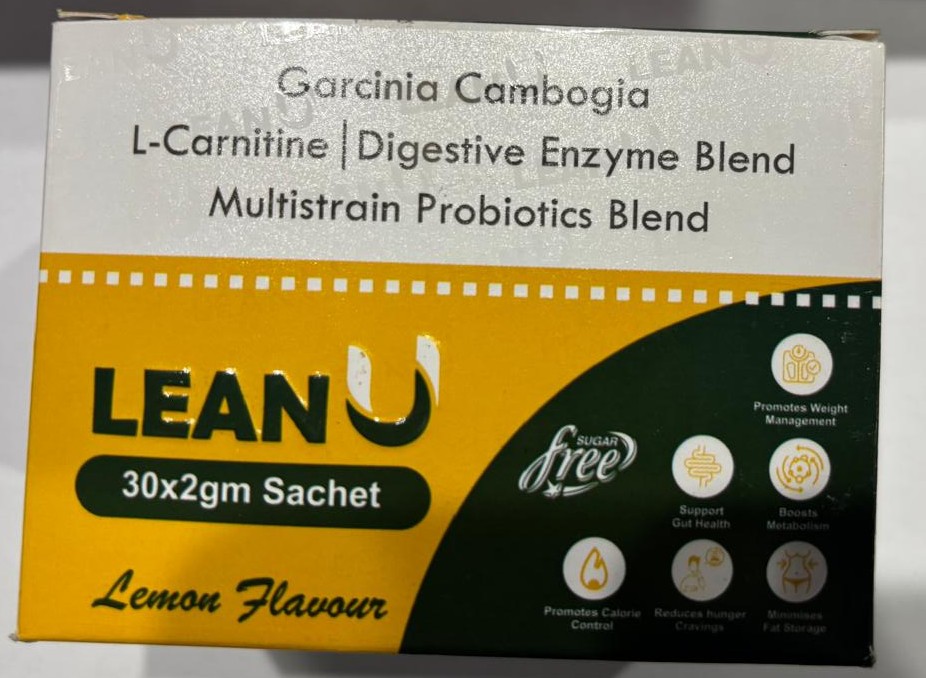 Garcinia Cambogia
L-Carnitine | Digestive Enzyme Blend
Multistrain Probiotics Blend
LEAN U
30x2gm Sachet
Lemon Flavour
SUGAR
free
Promotes Weight
Management
Support
Gut Health
Boosts
Metabolism
Promotes Calorie
Control
Reduces hunger
Cravings
Minimises
Fat Storage